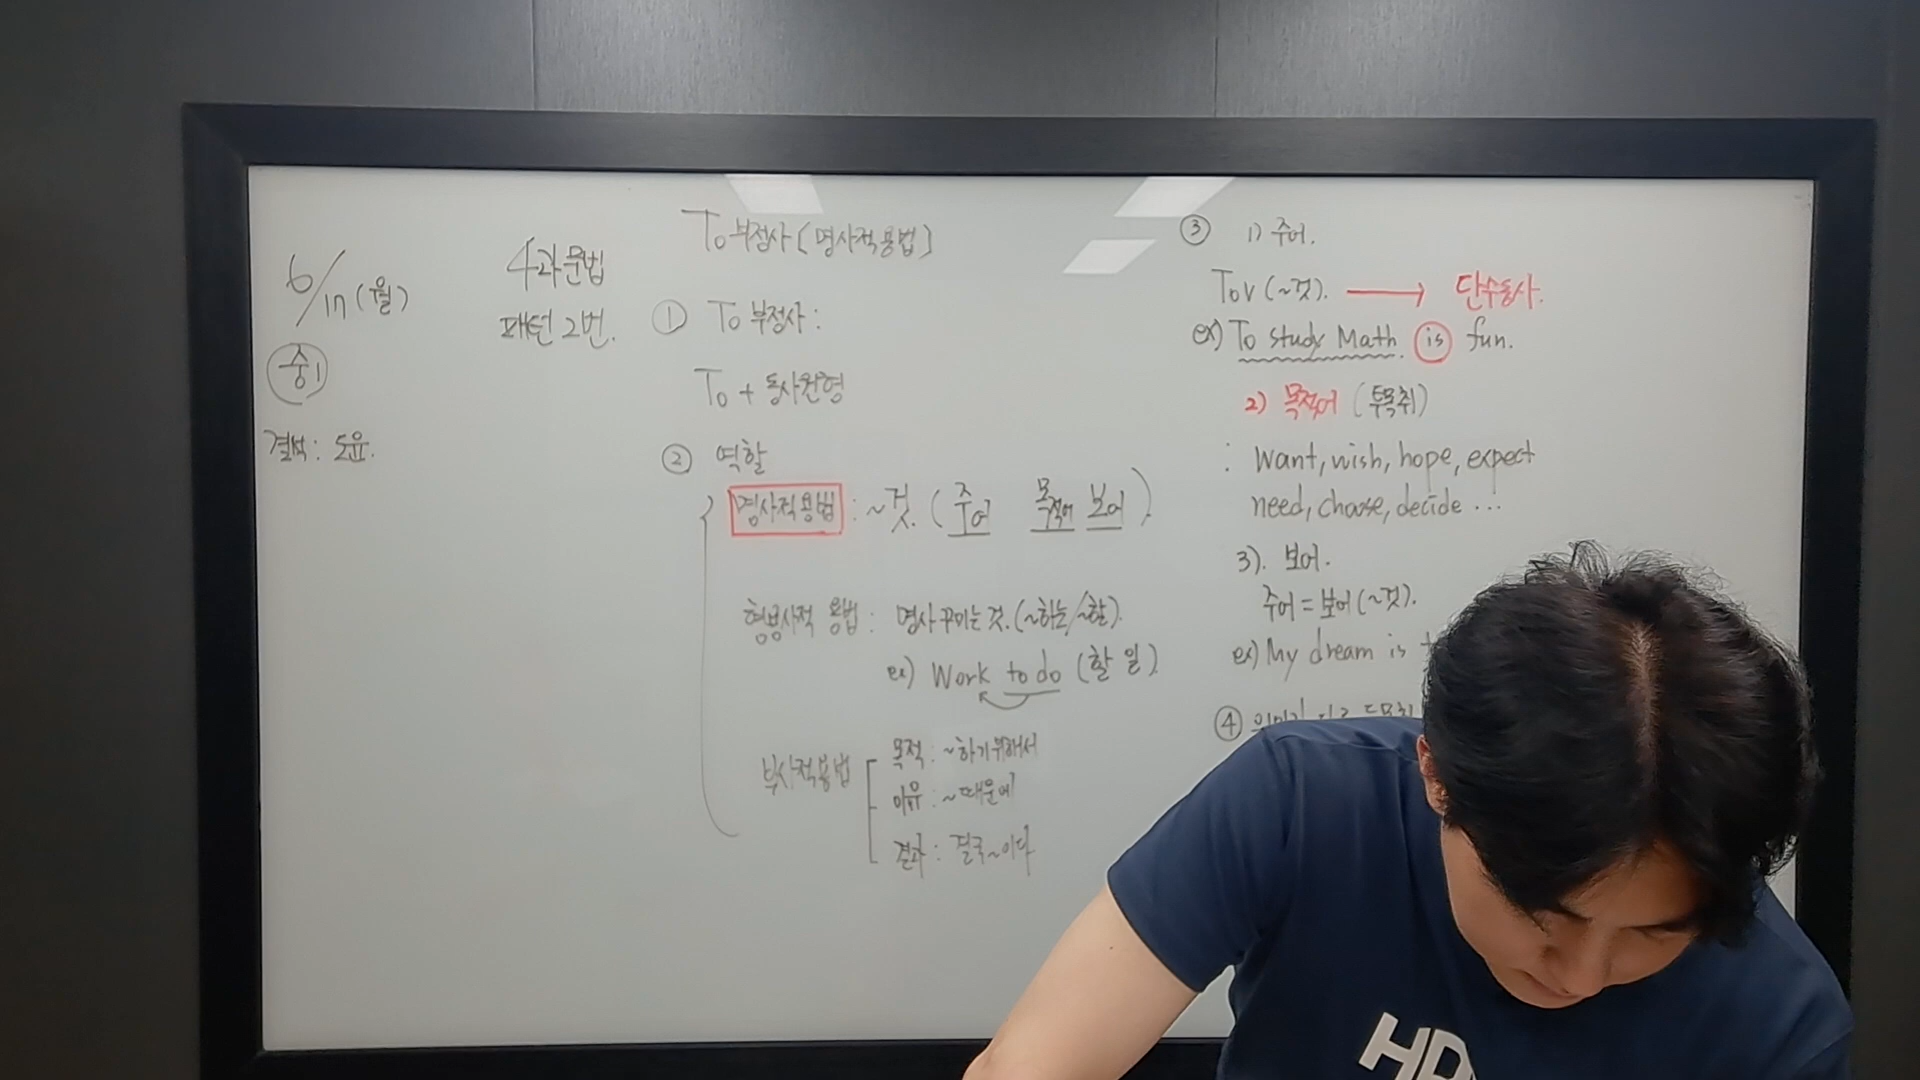 6/17(월)
중1
결석: 도윤.
4과문법
패턴 2번.
To부정사(명사적용법)
① To 부정사:
To + 동사원형
② 역할
명사적용법: ~것. (주어 목적어 보어)
형용사적 용법: 명사꾸미는 것. (~하는/~할).
ex) Work to do (할 일)
부사적용법
목적: ~하기위해서
이유: ~때문에
결과: 결국~이다
③ 1) 주어.
ToV (~것). → 단수동사.
ex) To study Math. is fun.
2) 목적어 (투목취)
: Want, wish, hope, expect
need, choose, decide ...
3). 보어.
주어=보어(~것).
ex) My dream is
④
HD